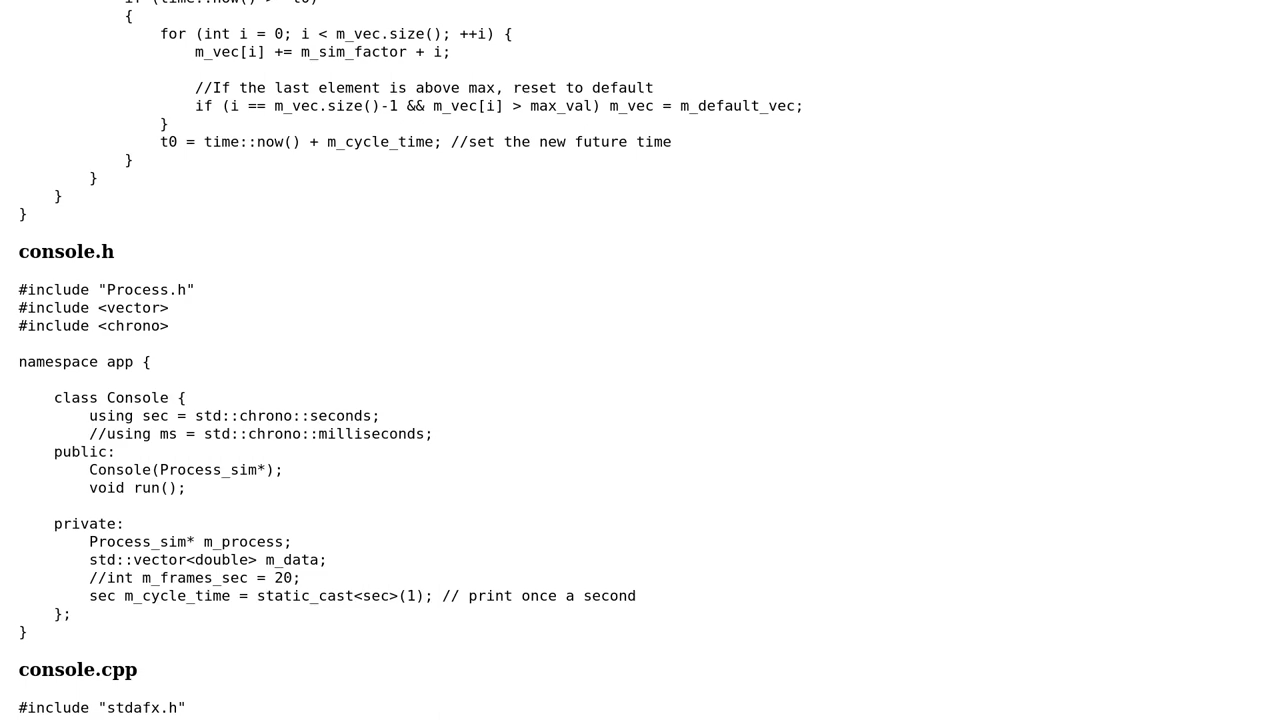 {
for (int i = 0; i < m_vec.size(); ++i) {
m_vec[i] += m_sim_factor + i;
//If the last element is above max, reset to default
if (i == m_vec.size()-1 && m_vec[i] > max_val) m_vec = m_default_vec;
}
t0 = time::now() + m_cycle_time; //set the new future time
}
}
}
}
console.h
#include "Process.h"
#include <vector>
#include <chrono>
namespace app {
class Console {
using sec = std::chrono::seconds;
//using ms = std::chrono::milliseconds;
public:
Console(Process_sim*);
void run();
private:
Process_sim* m_process;
std::vector<double> m_data;
//int m_frames_sec = 20;
sec m_cycle_time = static_cast<sec>(1); // print once a second
};
}
console.cpp
#include "stdafx.h"